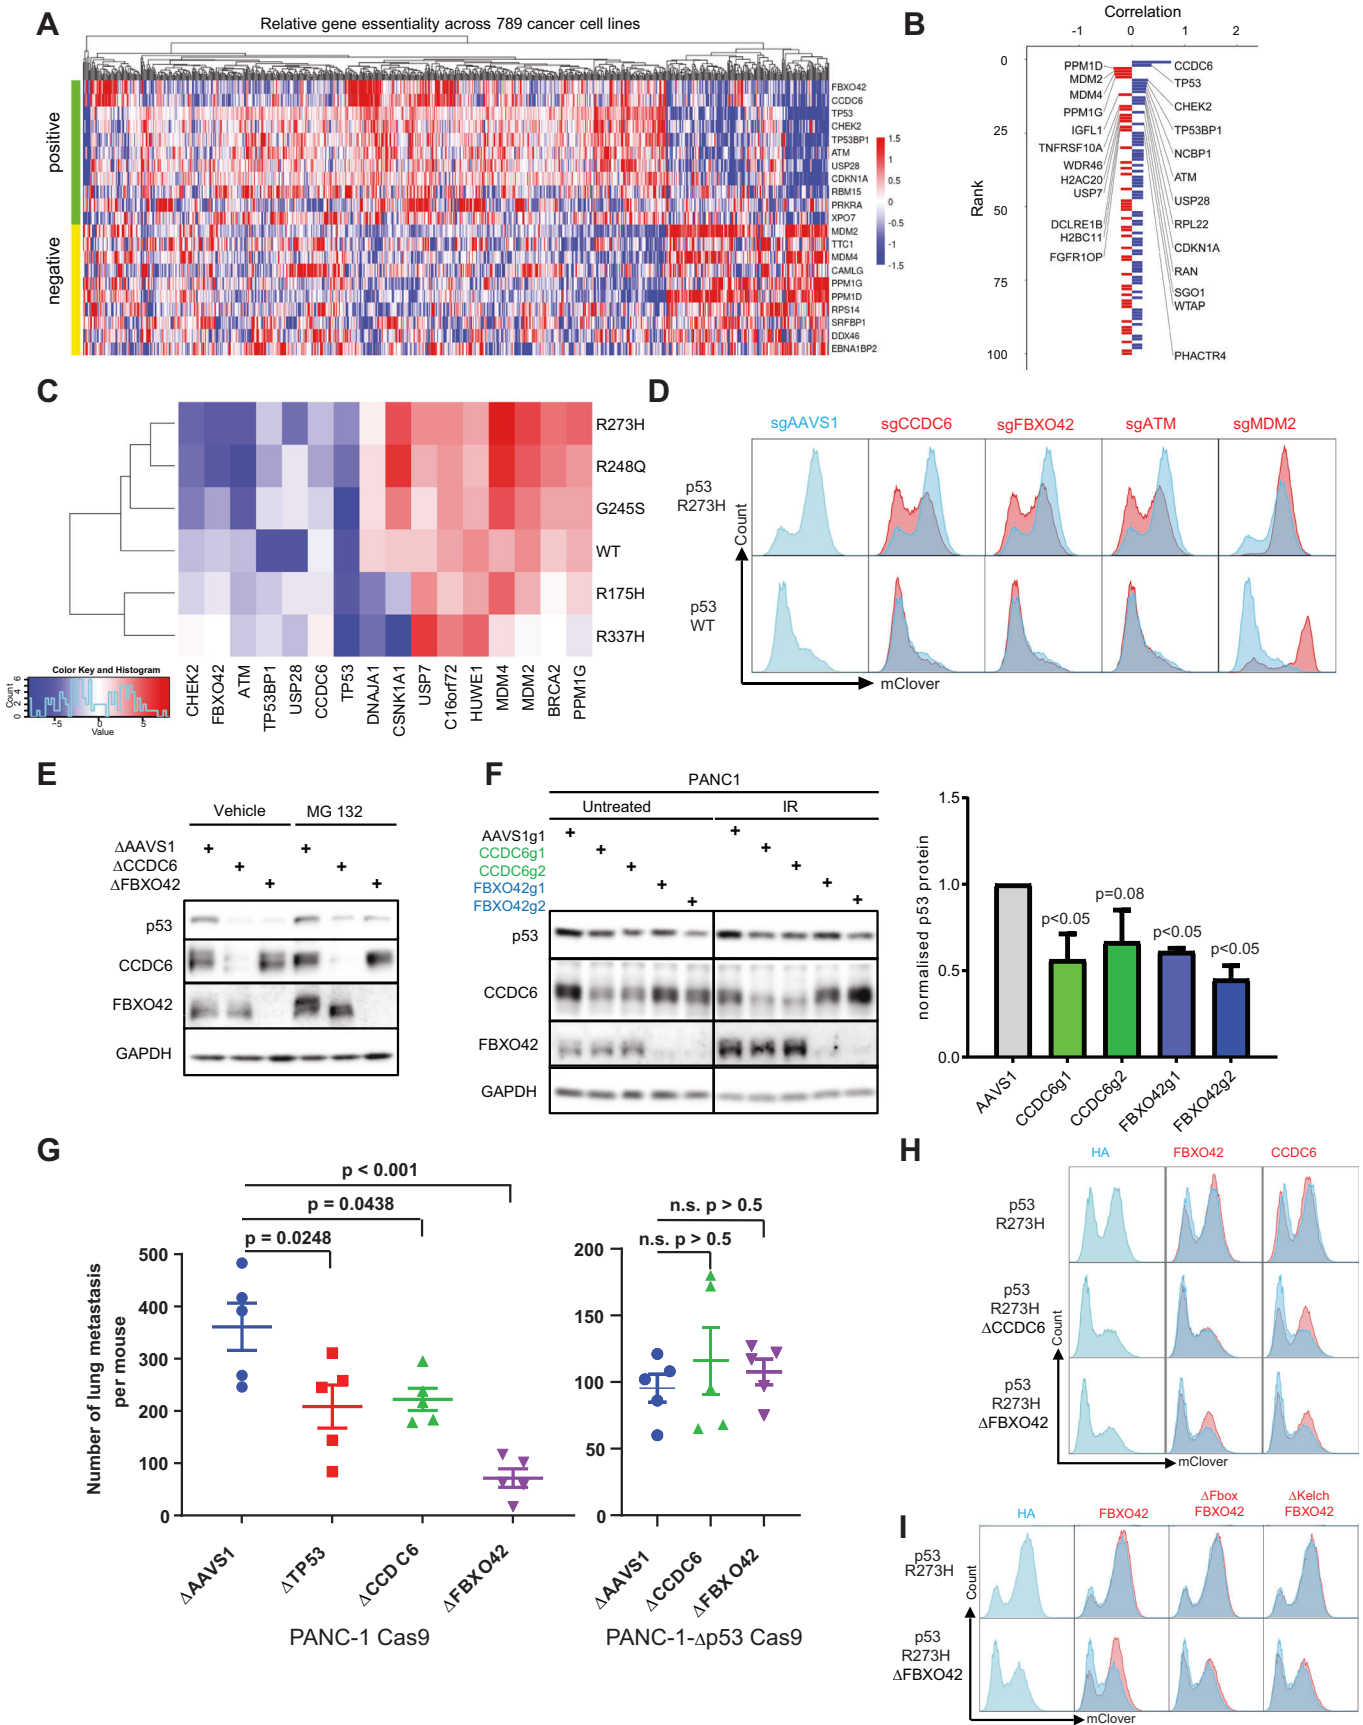 A
Relative gene essentiality across 789 cancer cell lines
positive
negative
FBXO42
CCDC6
TP53
CHEK2
TP53BP1
ATM
USP28
CDKN1A
RBM15
PRKRA
XPO7
MDM2
TTC1
MDM4
CAMLG
PPM1G
PPM1D
RPS14
SRFBP1
DDX46
EBNA1BP2
1.5
1
0.5
0
-0.5
-1
-1.5
B
Correlation
-1 0 1 2
Rank
0
25
50
75
100
PPM1D
MDM2
MDM4
PPM1G
IGFL1
TNFRSF10A
WDR46
H2AC20
USP7
DCLRE1B
H2BC11
FGFR1OP
CCDC6
TP53
CHEK2
TP53BP1
NCBP1
ATM
USP28
RPL22
CDKN1A
RAN
SGO1
WTAP
PHACTR4
C
R273H
R248Q
G245S
WT
R175H
R337H
CHEK2
FBXO42
ATM
TP53BP1
USP28
CCDC6
TP53
DNAJA1
CSNK1A1
USP7
C16orf72
HUWE1
MDM4
MDM2
BRCA2
PPM1G
Color Key and Histogram
Count
0 2 4 6
−5 0 5
Value
D
sgAAVS1 sgCCDC6 sgFBXO42 sgATM sgMDM2
p53
R273H
p53
WT
Count
mClover
E
Vehicle MG 132
ΔAAVS1 + +
ΔCCDC6 + +
ΔFBXO42 + +
p53
CCDC6
FBXO42
GAPDH
F
PANC1
Untreated IR
AAVS1g1 + +
CCDC6g1 + +
CCDC6g2 + +
FBXO42g1 + +
FBXO42g2 + +
p53
CCDC6
FBXO42
GAPDH
normalised p53 protein
1.5
1.0
0.5
0.0
p<0.05
p=0.08
p<0.05
p<0.05
AAVS1
CCDC6g1
CCDC6g2
FBXO42g1
FBXO42g2
G
Number of lung metastasis
per mouse
500
400
300
200
100
0
p < 0.001
p = 0.0438
p = 0.0248
ΔAAVS1
ΔTP53
ΔCCD C6
ΔFBX O42
PANC-1 Cas9
200
150
100
50
0
n.s. p > 0.5
n.s. p > 0.5
ΔAAVS1
ΔCCDC6
ΔFBX O42
PANC-1-Δp53 Cas9
H
HA FBXO42 CCDC6
p53
R273H
p53
R273H
ΔCCDC6
p53
R273H
ΔFBXO42
Count
mClover
I
HA FBXO42 ΔFbox FBXO42 ΔKelch FBXO42
p53
R273H
p53
R273H
ΔFBXO42
Count
mClover